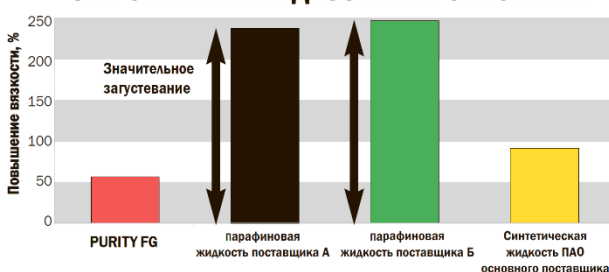 250
200
150
100
50
0
Повышение вязкости, %
Значительное
загустевание
PURITY FG
парафиновая
жидкость поставщика А
парафиновая
жидкость поставщика Б
Синтетическая
жидкость ПАО
основного поставщика